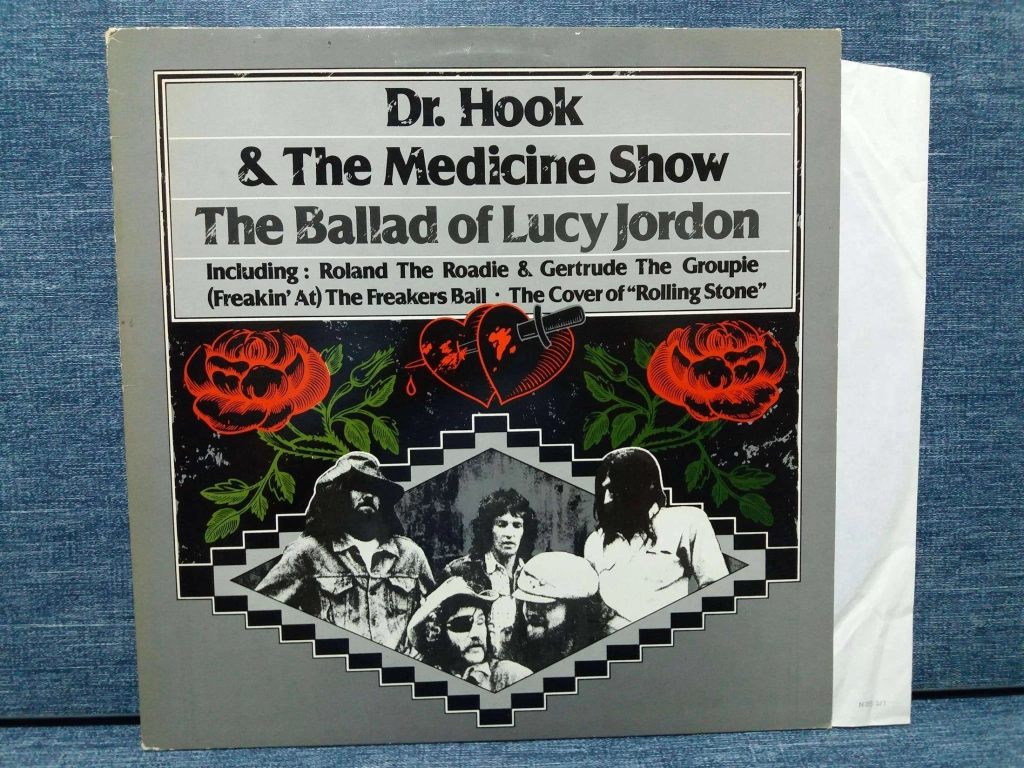 Dr. Hook
& The Medicine Show
The Ballad of Lucy Jordon
Including : Roland The Roadie & Gertrude The Groupie
(Freakin' At) The Freakers Ball · The Cover of "Rolling Stone"